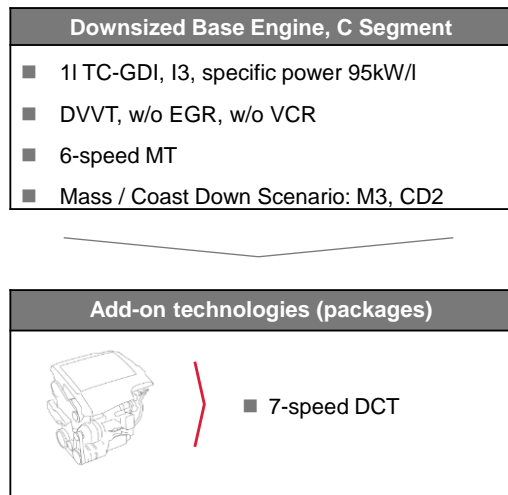 Downsized Base Engine, C Segment
■ 1l TC-GDI, I3, specific power 95kW/l
■ DVVT, w/o EGR, w/o VCR
■ 6-speed MT
■ Mass / Coast Down Scenario: M3, CD2
Add-on technologies (packages)
■ 7-speed DCT